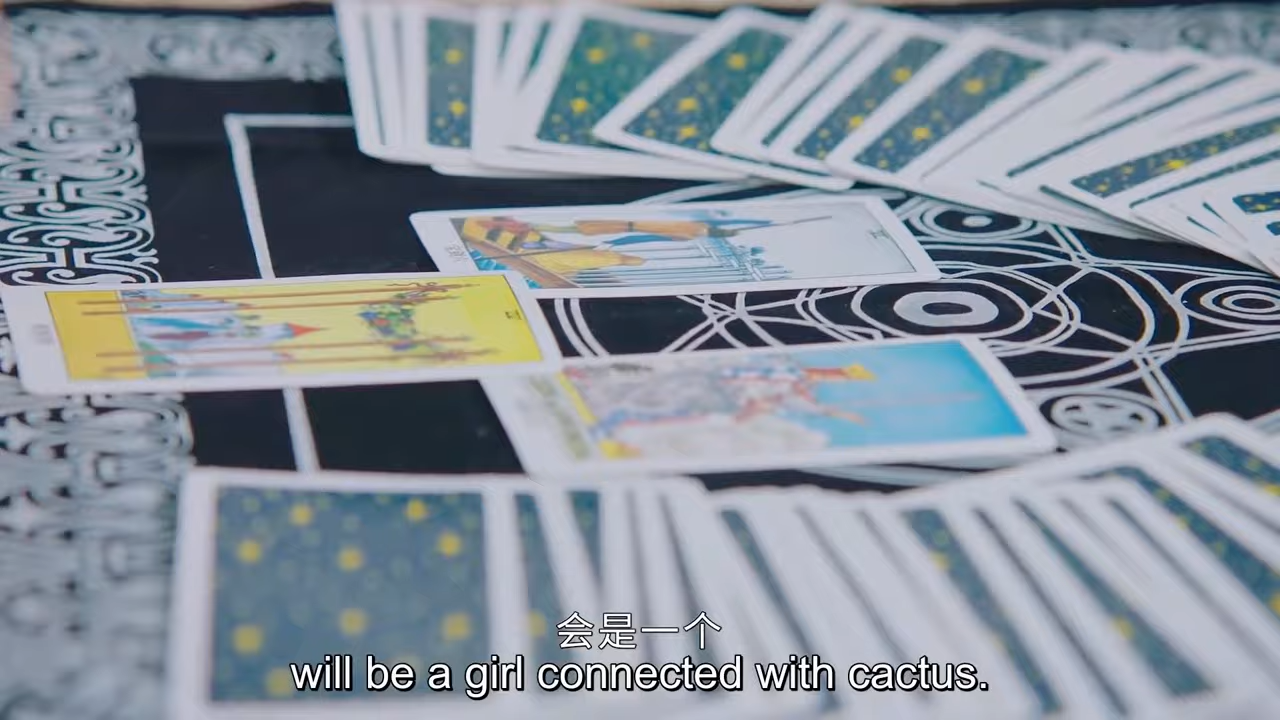 会是一个
will be a girl connected with cactus.